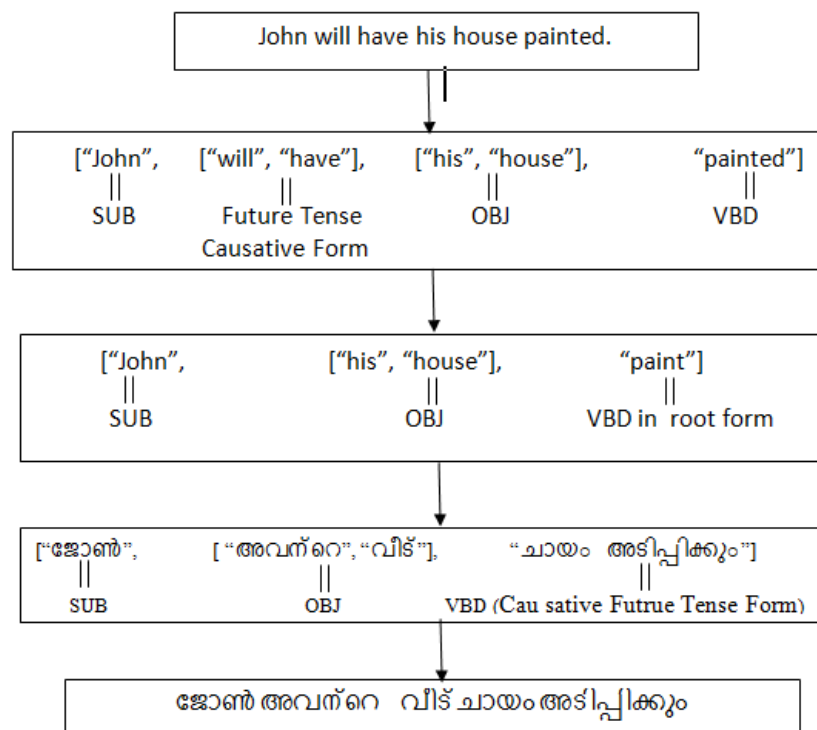 John will have his house painted.
[“John”, [“will”, “have”], [“his”, “house”], “painted”]
SUB Future Tense OBJ VBD
Causative Form
[“John”, [“his”, “house”], “paint”]
SUB OBJ VBD in root form
[“ജോൺ”, [ “അവന്റെ”, “വീട്”], “ചായം അടിപ്പിക്കും”]
SUB OBJ VBD (Cau sative Futrue Tense Form)
ജോൺ അവന്റെ വീട് ചായം അടിപ്പിക്കും